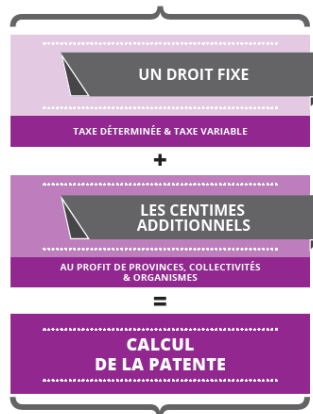 UN DROIT FIXE
TAXE DÉTERMINÉE & TAXE VARIABLE
+
LES CENTIMES
ADDITIONNELS
AU PROFIT DE PROVINCES, COLLECTIVITÉS
& ORGANISMES
=
CALCUL
DE LA PATENTE